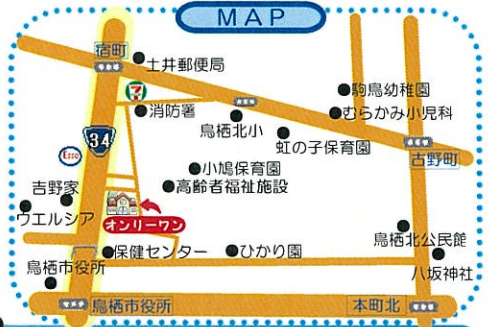 MAP
宿町
土井郵便局
7
消防署
駒鳥幼稚園
むらかみ小児科
鳥栖北小
虹の子保育園
古野町
34
Esso
小鳩保育園
高齢者福祉施設
吉野家
ウエルシア
オンリーワン
保健センター
ひかり園
鳥栖北公民館
八坂神社
鳥栖市役所
鳥栖市役所
本町北